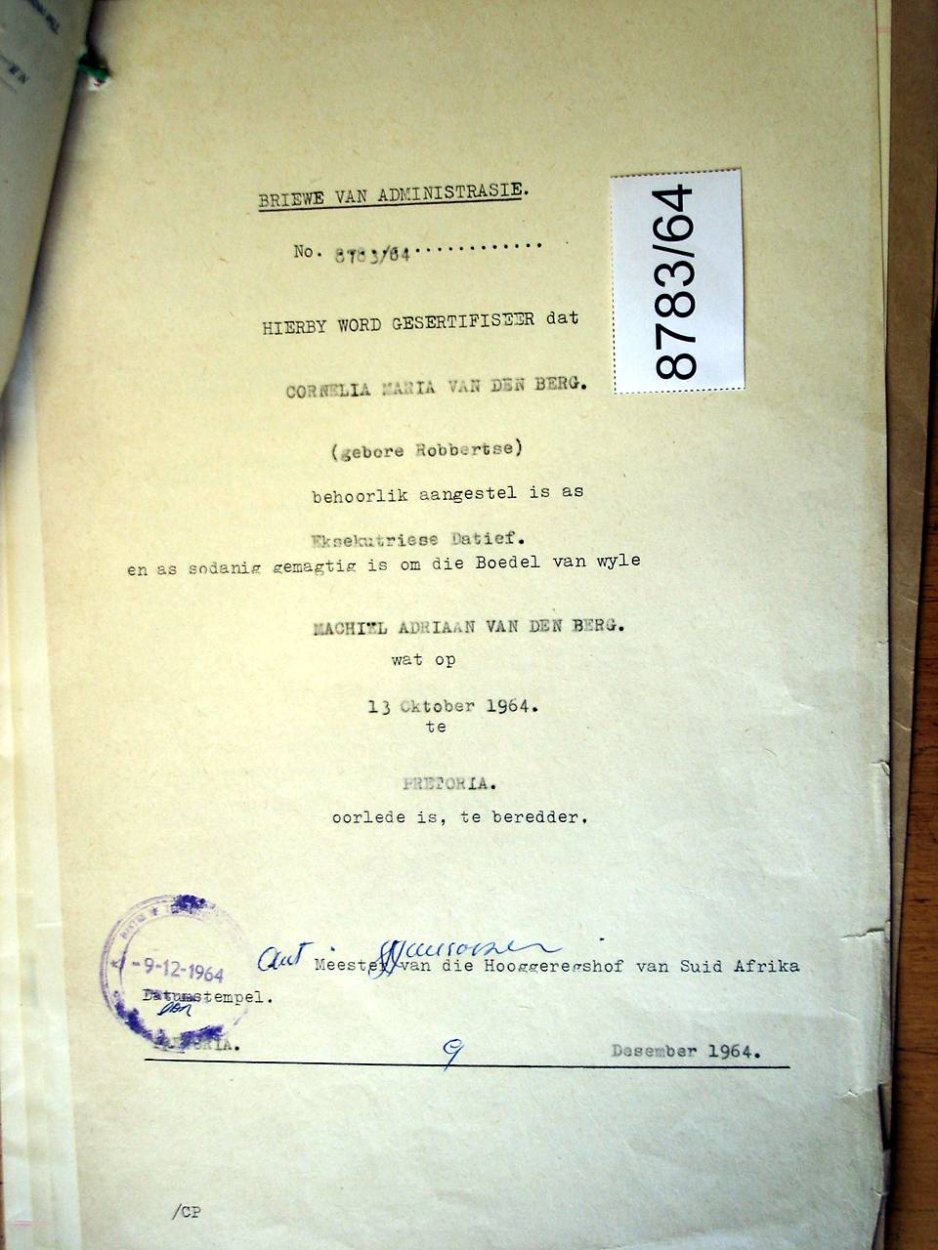 BRIEWE VAN ADMINISTRASIE.
No. 8783/64............
8783/64
HIERBY WORD GESERTIFISEER dat
CORNELIA MARIA VAN DEN BERG.
(gebore Robbertse)
behoorlik aangestel is as
Eksekutriese Datief.
en as sodanig gemagtig is om die Boedel van wyle
MACHIEL ADRIAAN VAN DEN BERG.
wat op
13 Oktober 1964.
te
PRETORIA.
oorlede is, te beredder.
-9-12-1964
Meester van die Hooggeregshof van Suid Afrika
Datumstempel.
PRETORIA. 9 Desember 1964.
/CP